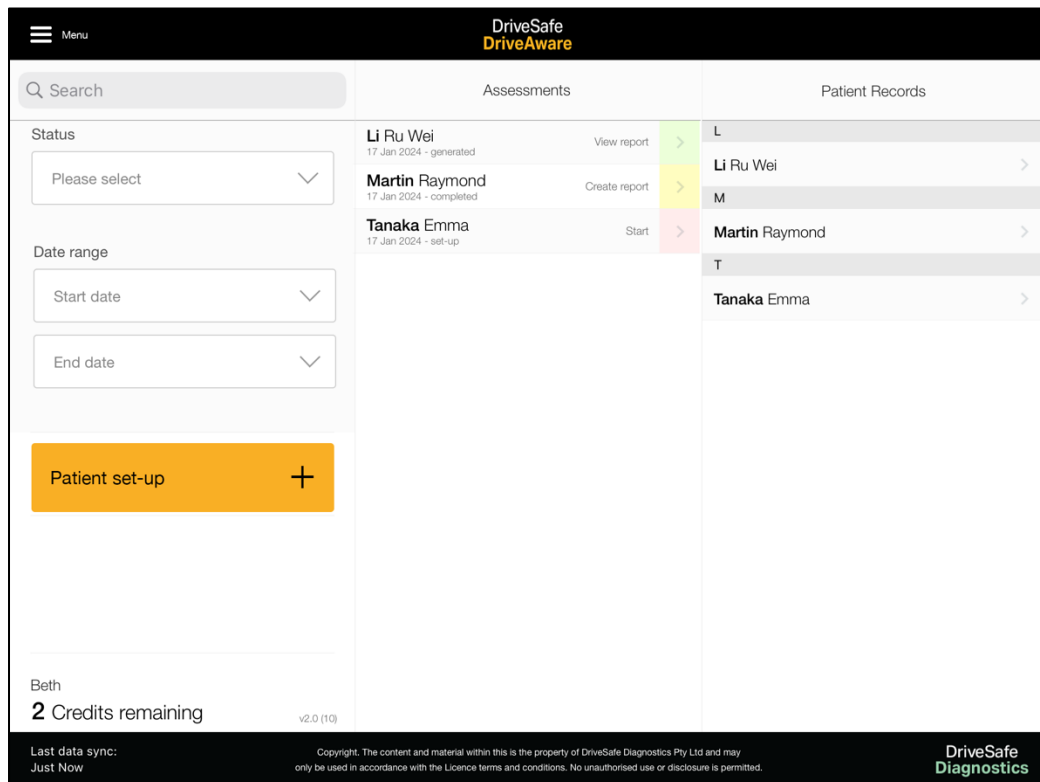 Menu
DriveSafe
DriveAware
Search
Assessments
Patient Records
Status
Please select
Date range
Start date
End date
Patient set-up
Beth
2 Credits remaining
v2.0 (10)
Li Ru Wei
17 Jan 2024 - generated
View report
Martin Raymond
17 Jan 2024 - completed
Create report
Tanaka Emma
17 Jan 2024 - set-up
Start
L
Li Ru Wei
M
Martin Raymond
T
Tanaka Emma
Last data sync:
Just Now
Copyright. The content and material within this is the property of DriveSafe Diagnostics Pty Ltd and may
only be used in accordance with the Licence terms and conditions. No unauthorised use or disclosure is permitted.
DriveSafe
Diagnostics